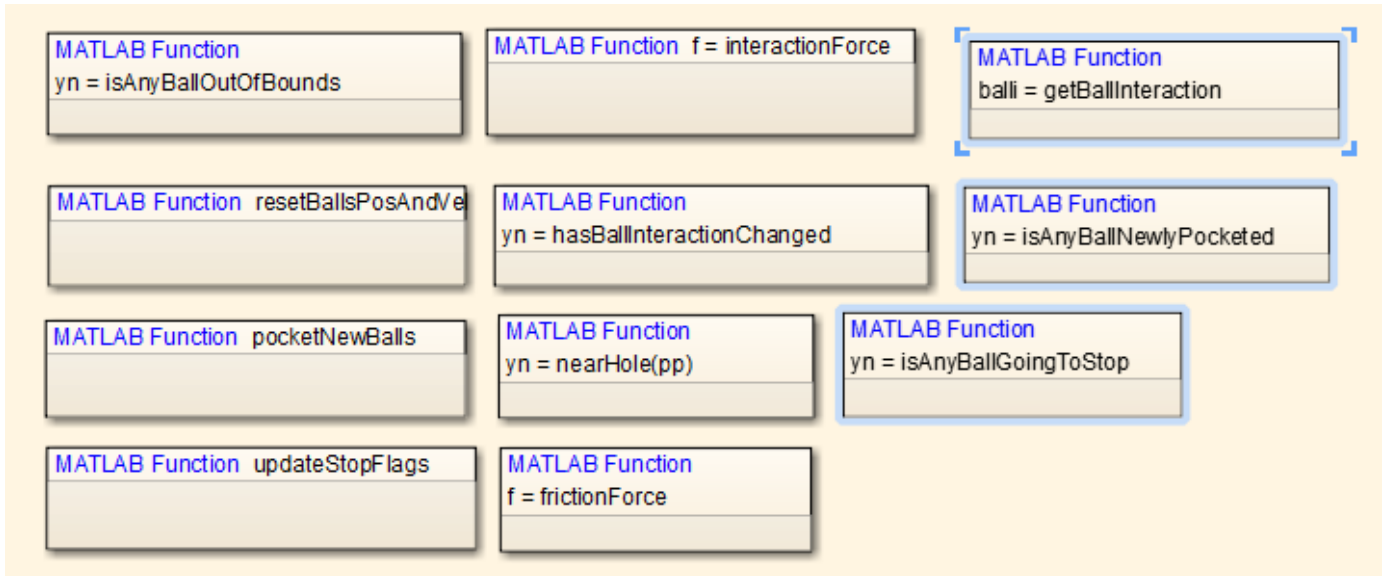 MATLAB Function
yn = isAnyBallOutOfBounds
MATLAB Function f = interactionForce
MATLAB Function
balli = getBallInteraction
MATLAB Function resetBallsPosAndVel
MATLAB Function
yn = hasBallInteractionChanged
MATLAB Function
yn = isAnyBallNewlyPocketed
MATLAB Function pocketNewBalls
MATLAB Function
yn = nearHole(pp)
MATLAB Function
yn = isAnyBallGoingToStop
MATLAB Function updateStopFlags
MATLAB Function
f = frictionForce